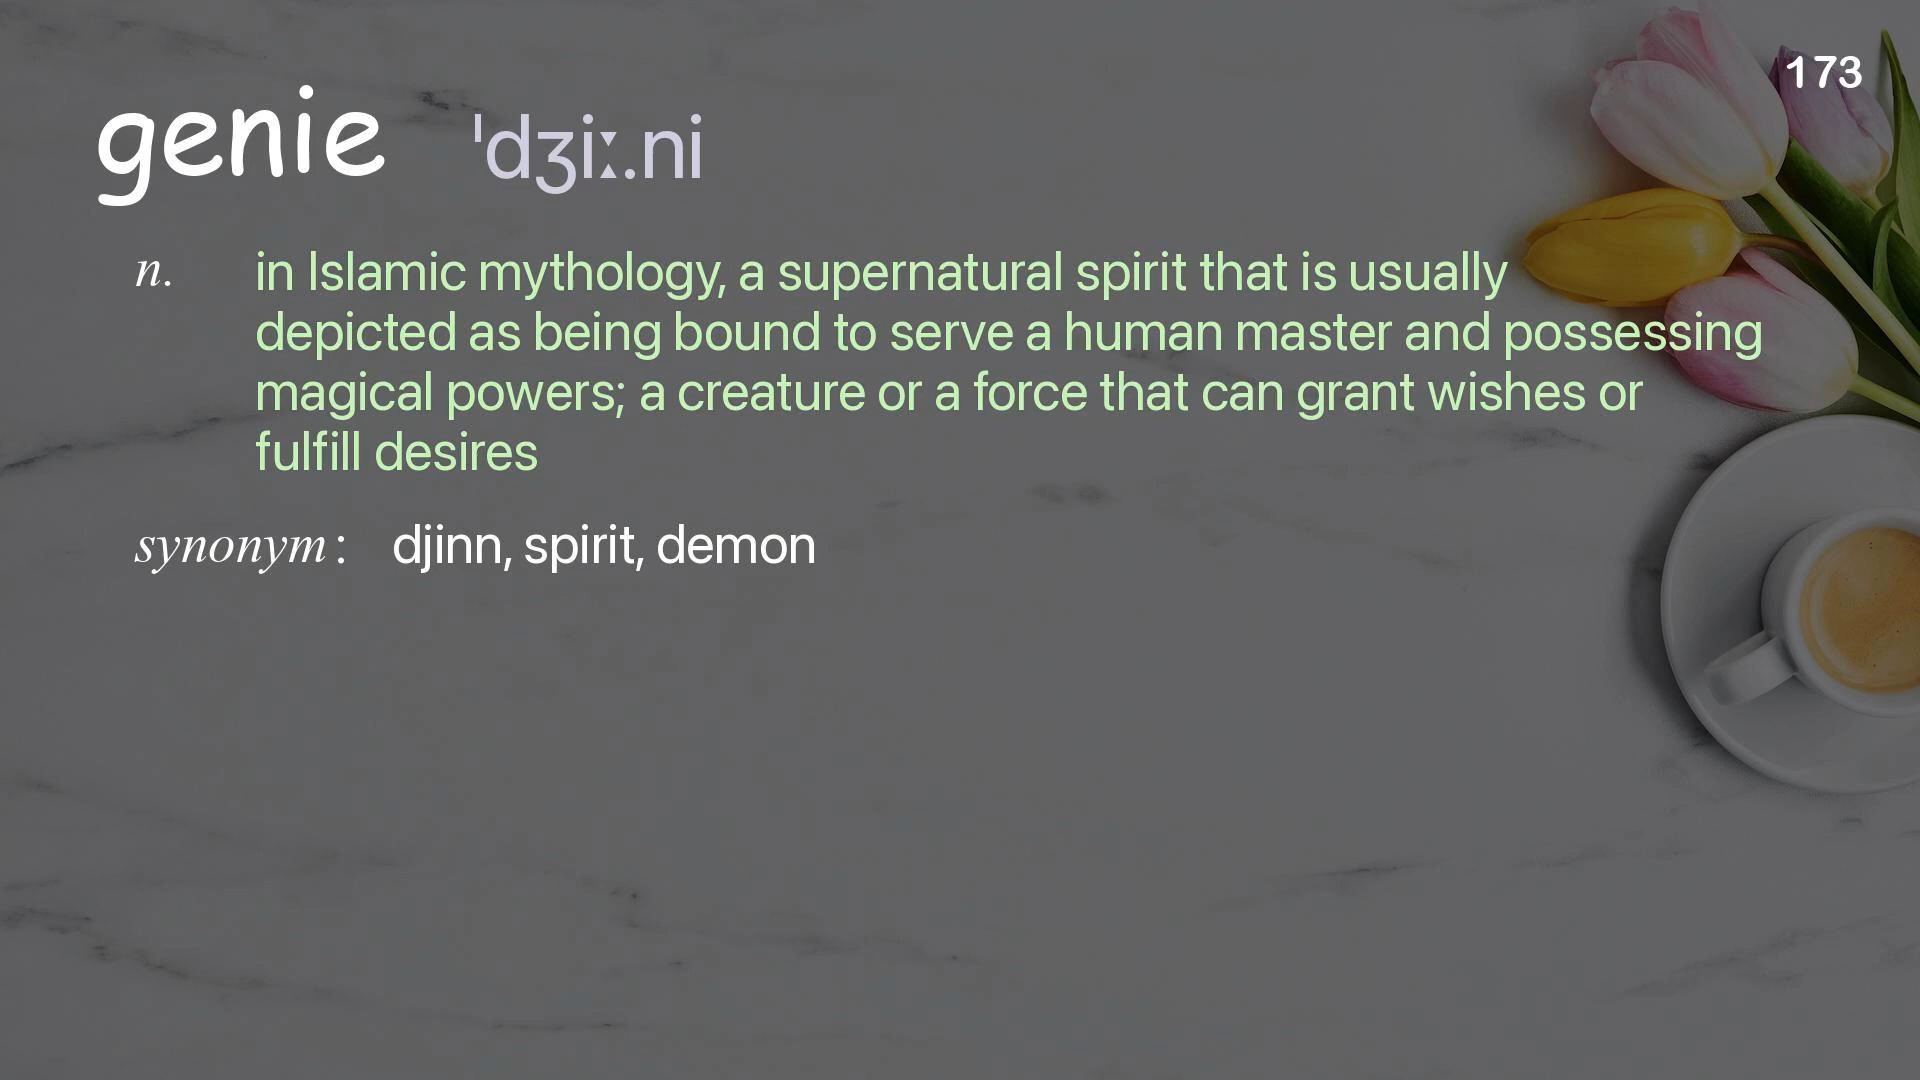 173
genie ˈdʒiː.ni
n. in Islamic mythology, a supernatural spirit that is usually
depicted as being bound to serve a human master and possessing
magical powers; a creature or a force that can grant wishes or
fulfill desires
synonym: djinn, spirit, demon